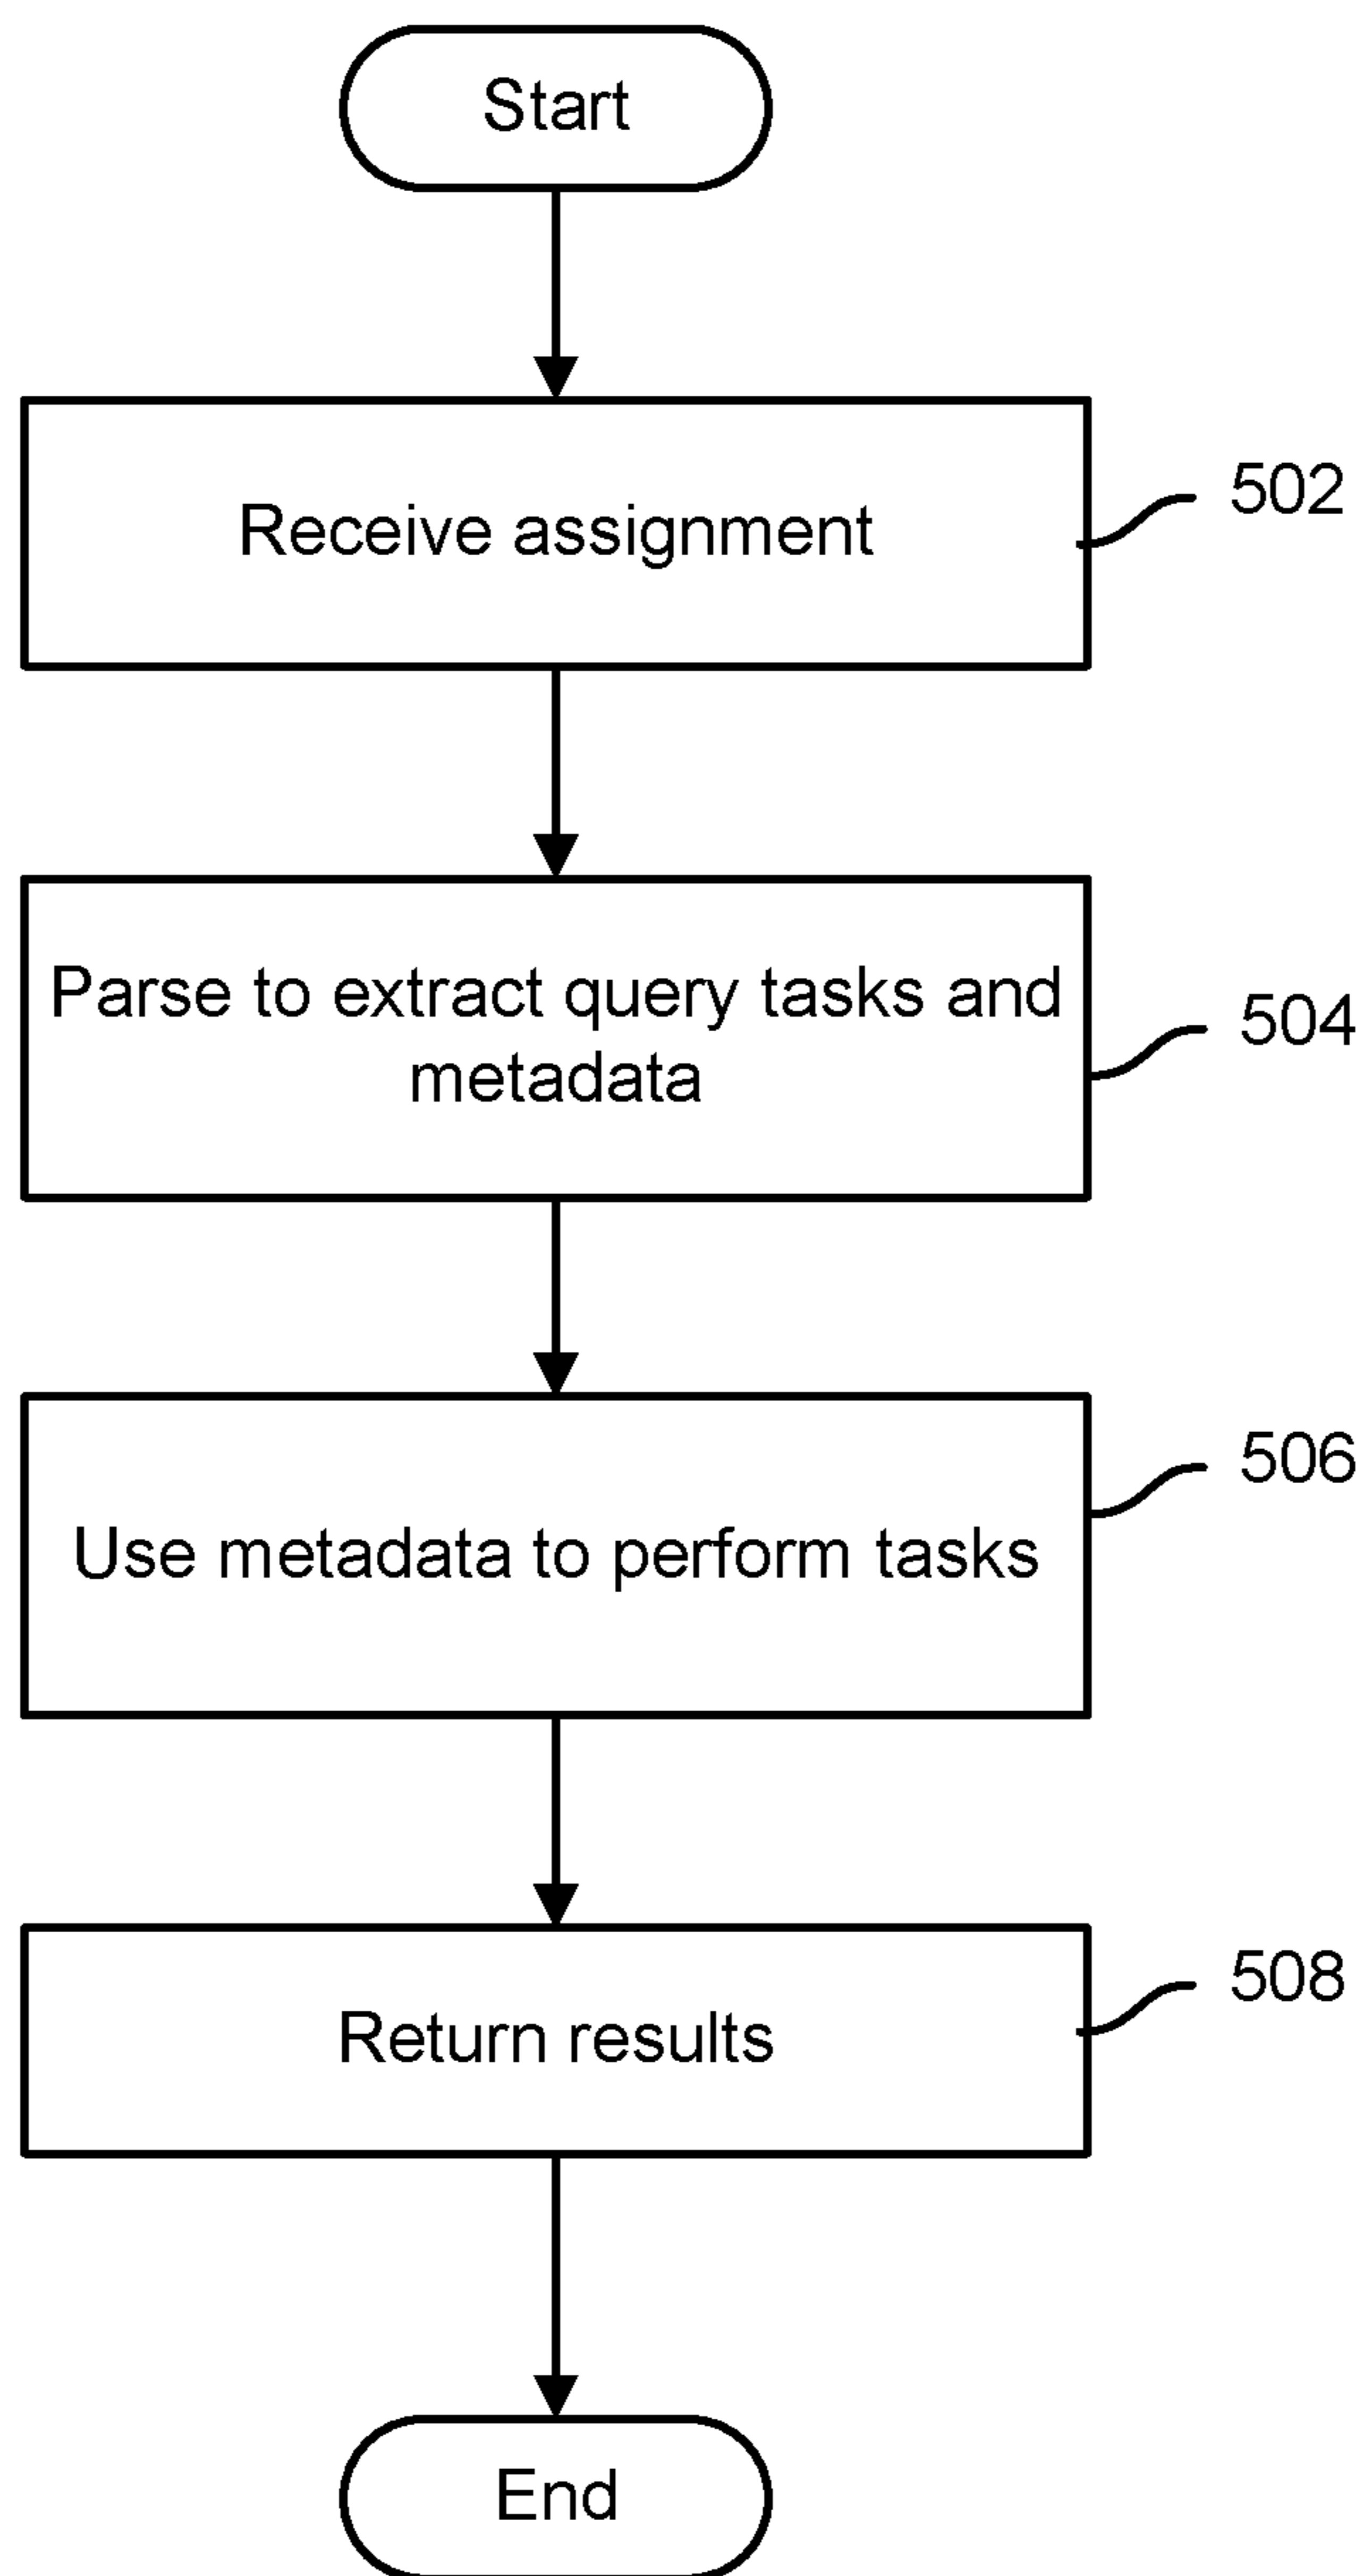 Start
Receive assignment
502
Parse to extract query tasks and
metadata
504
Use metadata to perform tasks
506
Return results
508
End